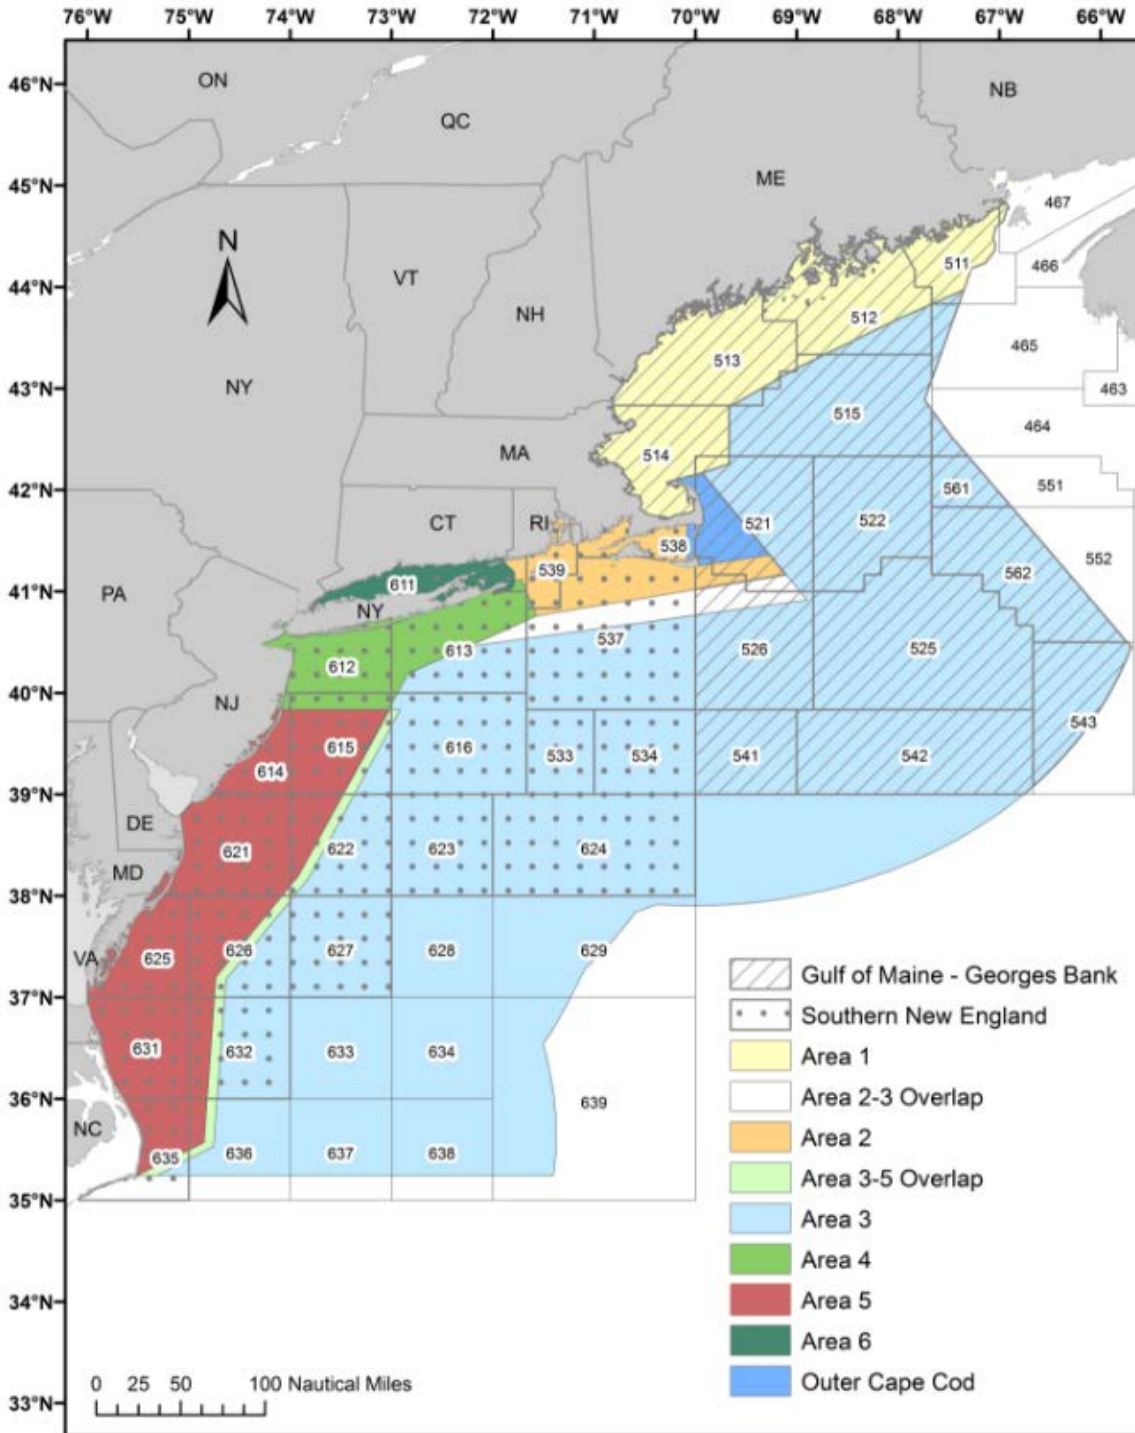 76°W 75°W 74°W 73°W 72°W 71°W 70°W 69°W 68°W 67°W 66°W
46°N
45°N
44°N
43°N
42°N
41°N
40°N
39°N
38°N
37°N
36°N
35°N
34°N
33°N
ON
QC
NB
ME
N
VT
NH
NY
MA
CT
RI
PA
NY
NJ
DE
MD
VA
NC
467
511
466
512
465
513
463
515
464
514
561
551
521
522
538
552
539
562
611
537
613
526
525
612
543
615
616
533
534
541
542
614
621
622
623
624
625
626
627
628
629
631
632
633
634
639
635
636
637
638
Gulf of Maine - Georges Bank
Southern New England
Area 1
Area 2-3 Overlap
Area 2
Area 3-5 Overlap
Area 3
Area 4
Area 5
Area 6
Outer Cape Cod
0 25 50 100 Nautical Miles